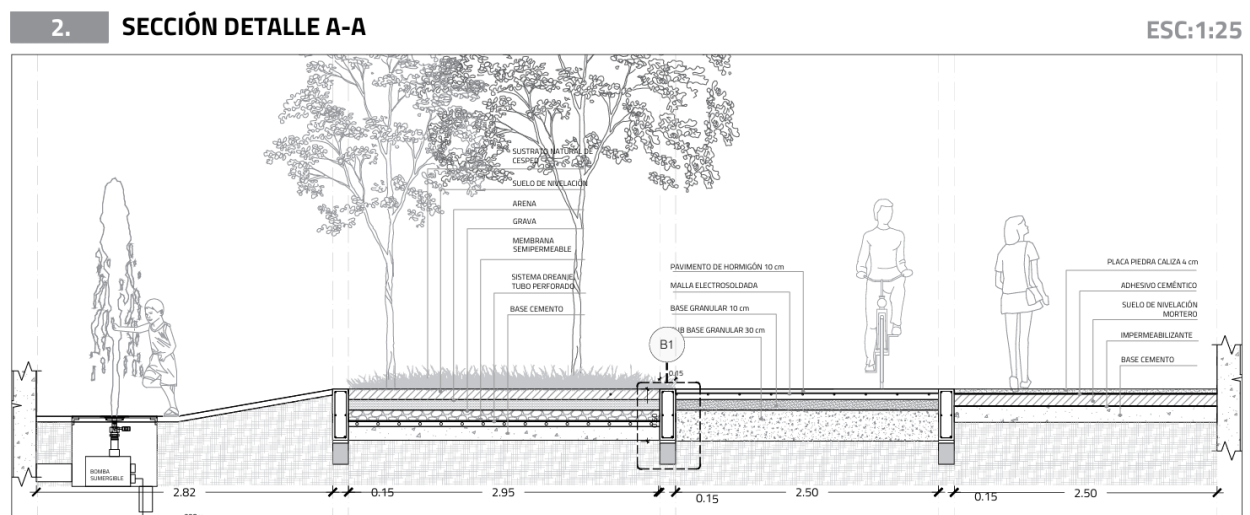 2.
SECCIÓN DETALLE A-A
ESC:1:25
SUSTRATO NATURAL DE
CESPED
SUELO DE NIVELACIÓN
ARENA
GRAVA
MEMBRANA
SEMIPERMEABLE
SISTEMA DREANJE,
TUBO PERFORADO
BASE CEMENTO
PAVIMENTO DE HORMIGÓN 10 cm
MALLA ELECTROSOLDADA
BASE GRANULAR 10 cm
BASE GRANULAR 30 cm
B1
0.15
PLACA PIEDRA CALIZA 4 cm
ADHESIVO CEMÉNTICO
SUELO DE NIVELACIÓN
MORTERO
IMPERMEABILIZANTE
BASE CEMENTO
BOMBA
SUMERGIBLE
2.82
0.15
2.95
0.15
2.50
0.15
2.50